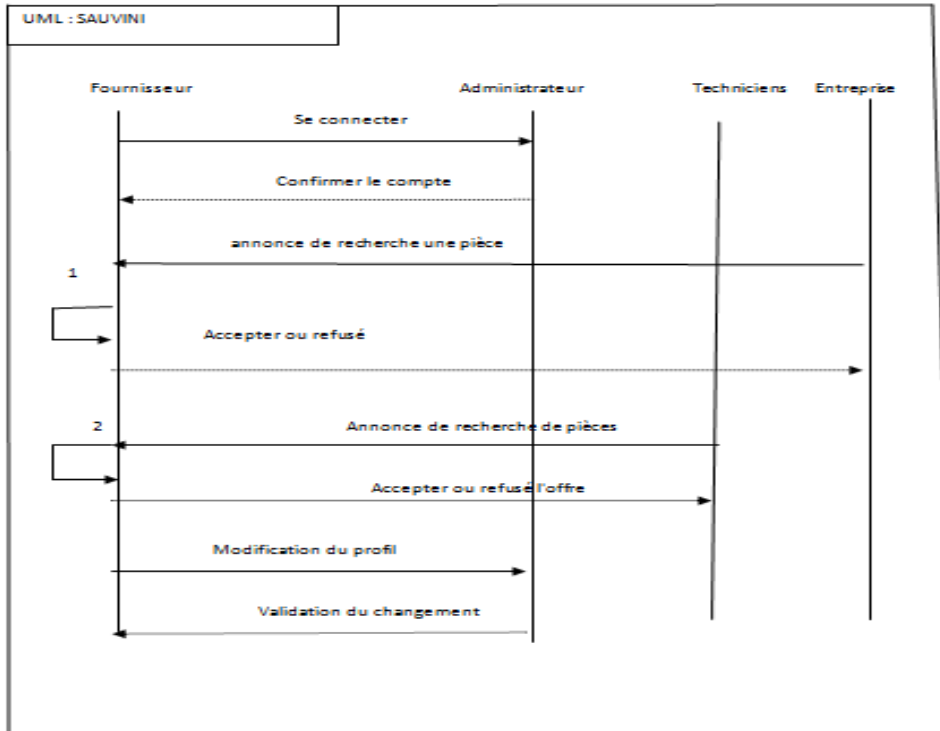 UML : SAUVINI
Fournisseur Administrateur Techniciens Entreprise
Se connecter
Confirmer le compte
annonce de recherche une pièce
1
Accepter ou refusé
2 Annonce de recherche de pièces
Accepter ou refusé l'offre
Modification du profil
Validation du changement